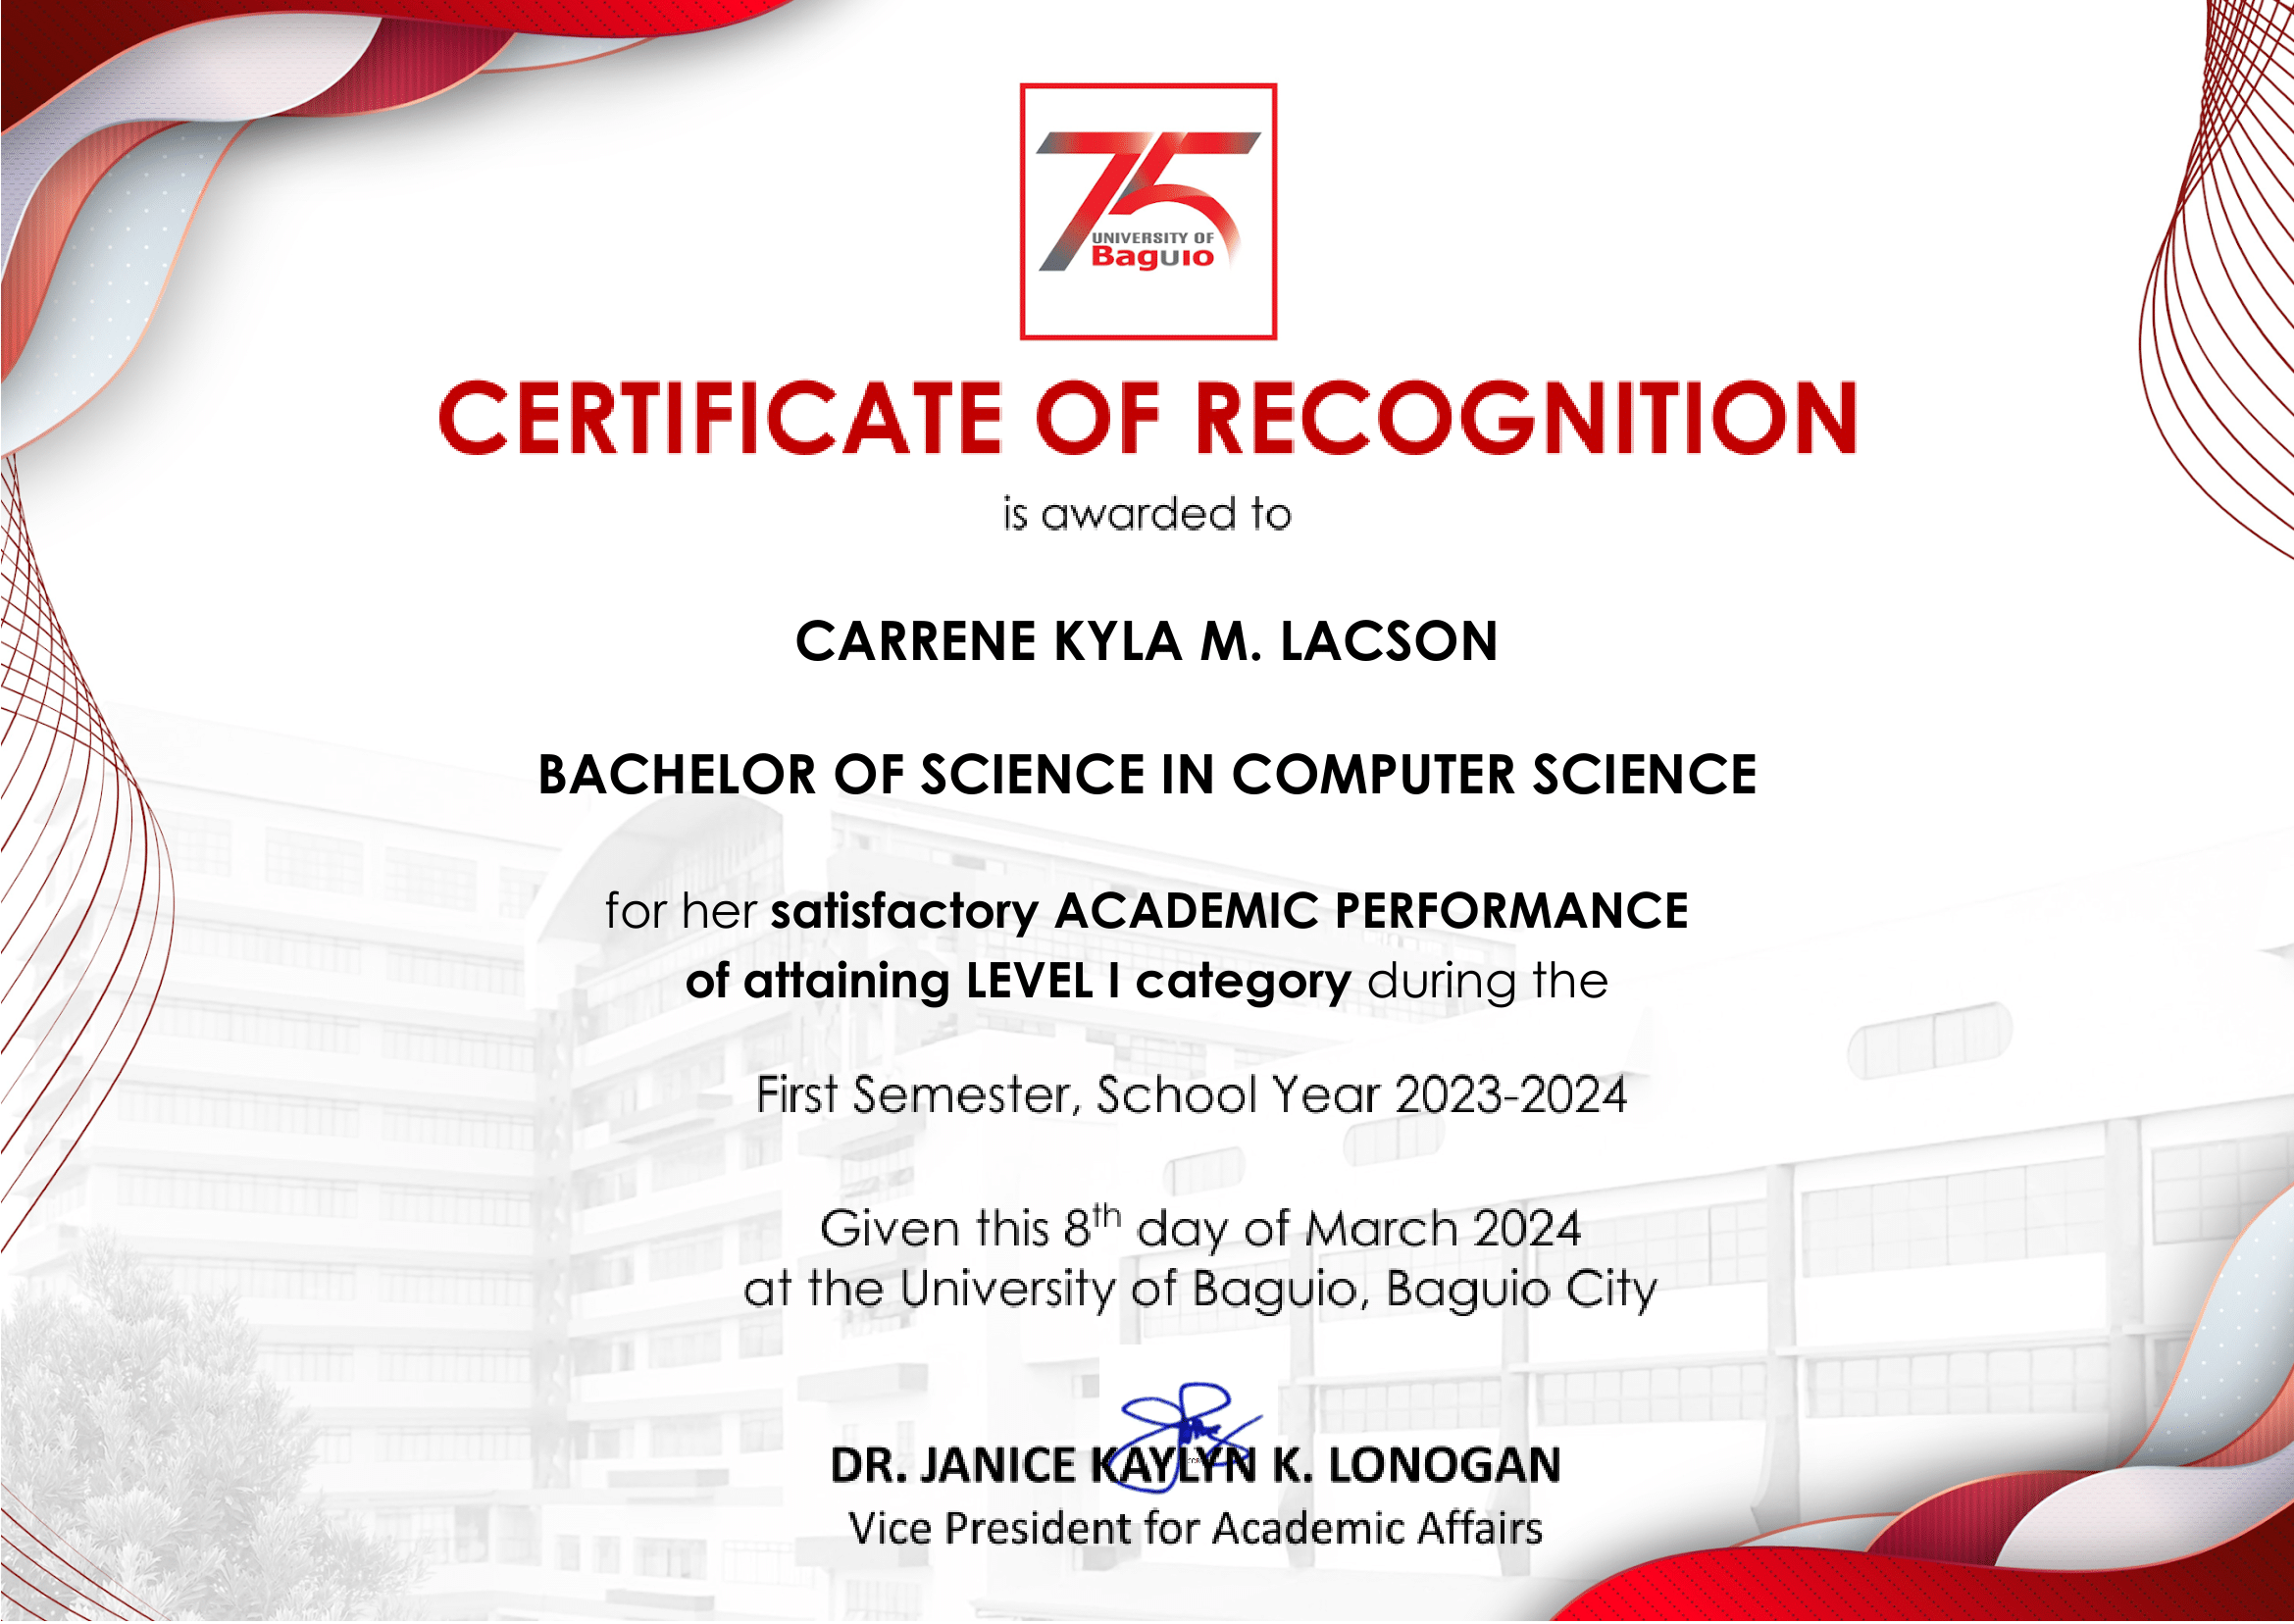 75
UNIVERSITY OF
Baguio
CERTIFICATE OF RECOGNITION
is awarded to
CARRENE KYLA M. LACSON
BACHELOR OF SCIENCE IN COMPUTER SCIENCE
for her satisfactory ACADEMIC PERFORMANCE
of attaining LEVEL I category during the
First Semester, School Year 2023-2024
Given this 8th day of March 2024
at the University of Baguio, Baguio City
DR. JANICE KAYLYN K. LONOGAN
Vice President for Academic Affairs